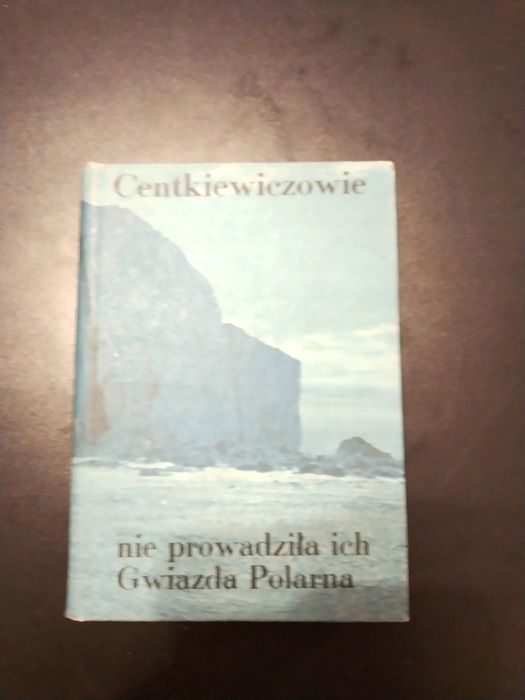 Centkiewiczowie
nie prowadziła ich
Gwiazda Polarna